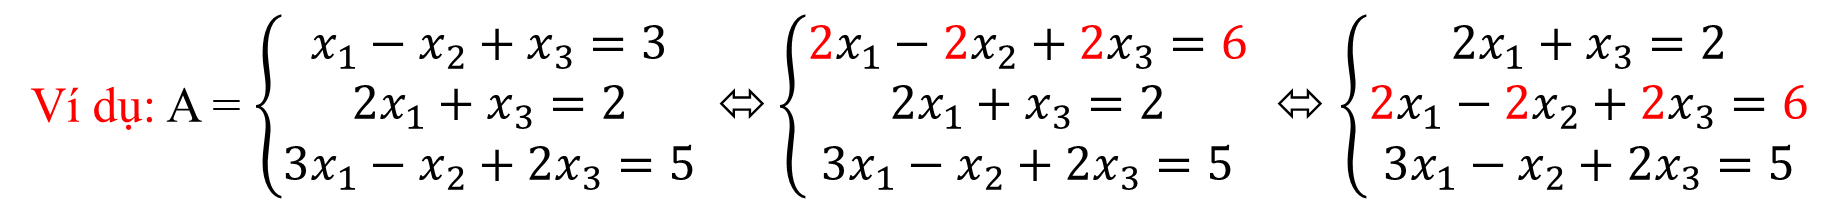 Ví dụ: A = { x₁ − x₂ + x₃ = 3 ⇔ { 2x₁ − 2x₂ + 2x₃ = 6 ⇔ { 2x₁ + x₃ = 2
2x₁ + x₃ = 2 2x₁ + x₃ = 2 2x₁ − 2x₂ + 2x₃ = 6
3x₁ − x₂ + 2x₃ = 5 3x₁ − x₂ + 2x₃ = 5 3x₁ − x₂ + 2x₃ = 5